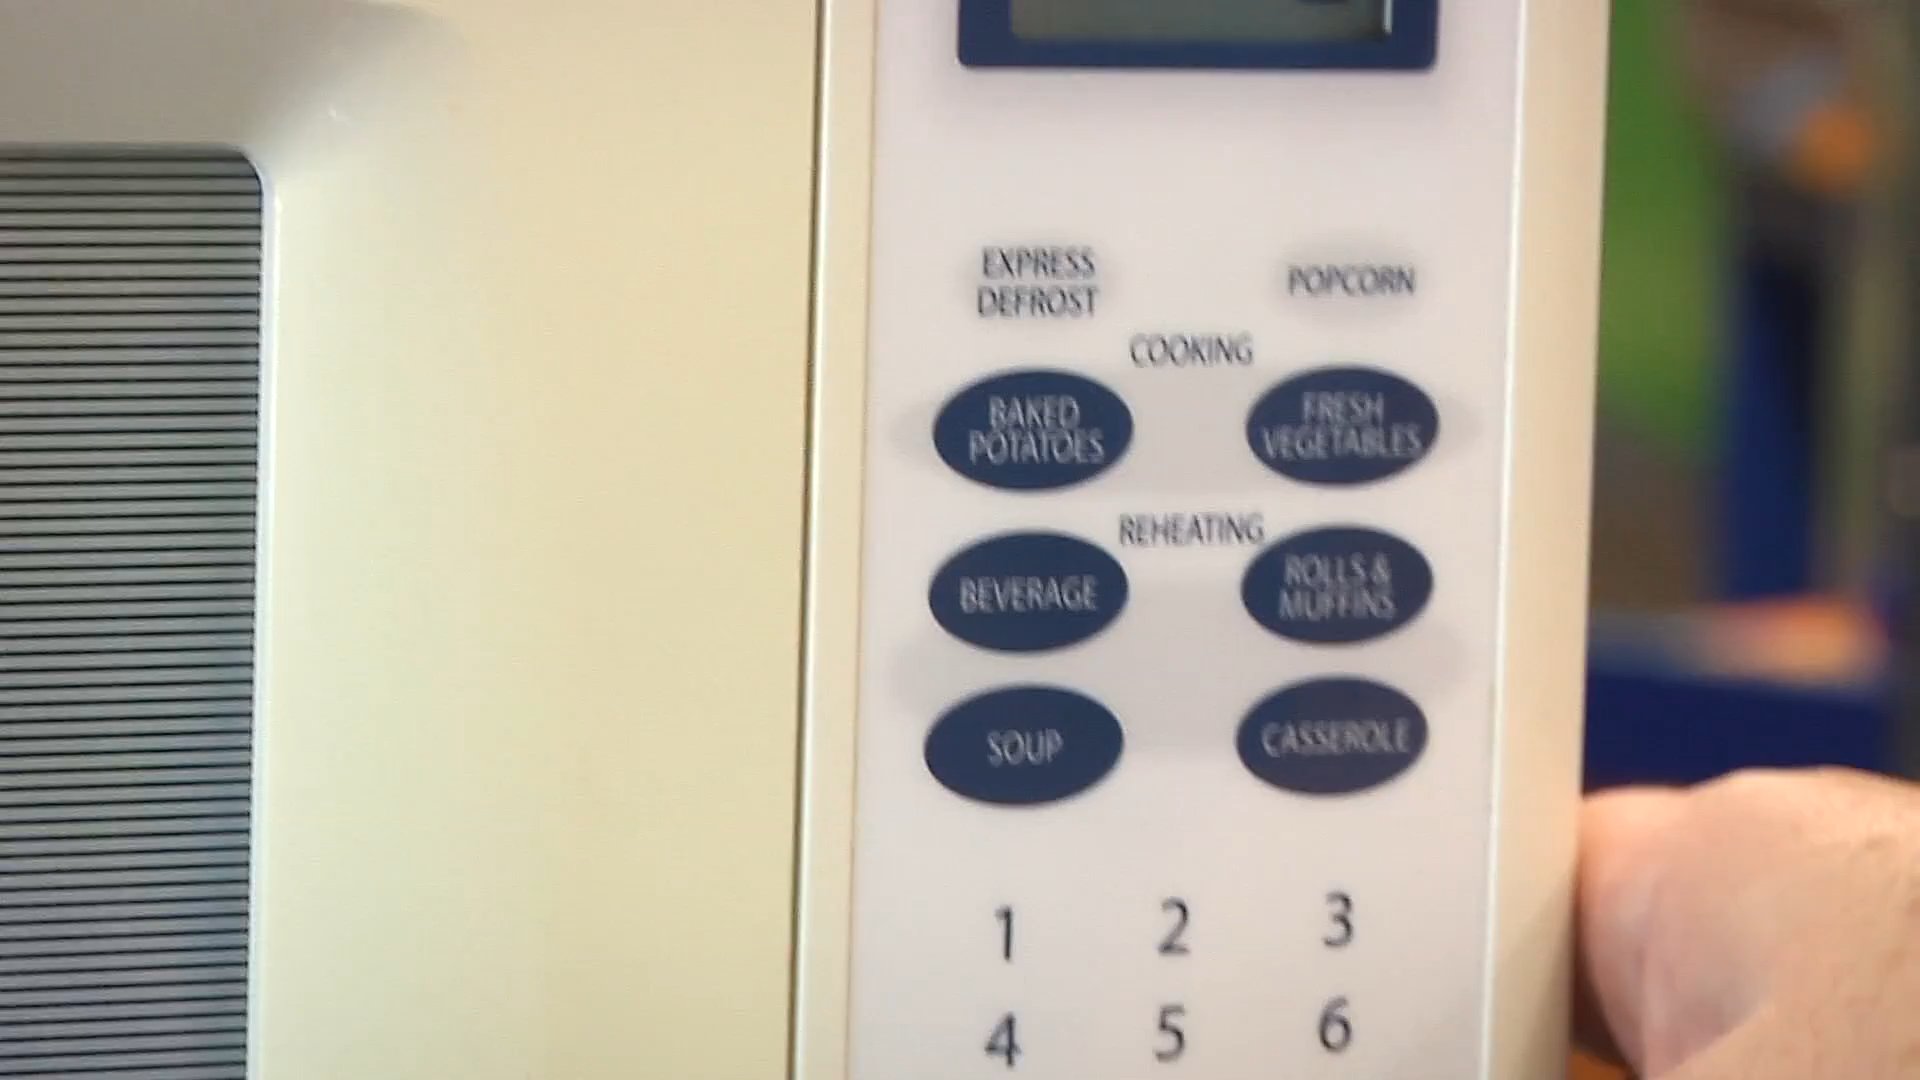 EXPRESS
DEFROST
POPCORN
COOKING
BAKED
POTATOES
FRESH
VEGETABLES
REHEATING
BEVERAGE
ROLLS &
MUFFINS
SOUP
CASSEROLE
1 2 3
4 5 6